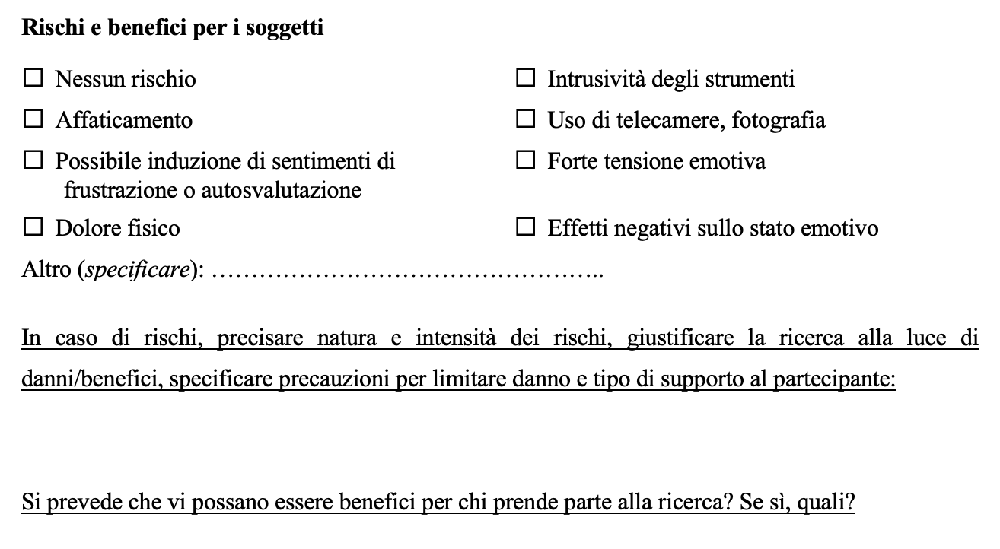 Rischi e benefici per i soggetti
☐ Nessun rischio
☐ Intrusività degli strumenti
☐ Affaticamento
☐ Uso di telecamere, fotografia
☐ Possibile induzione di sentimenti di
frustrazione o autosvalutazione
☐ Forte tensione emotiva
☐ Dolore fisico
☐ Effetti negativi sullo stato emotivo
Altro (specificare): …………………………………………..
In caso di rischi, precisare natura e intensità dei rischi, giustificare la ricerca alla luce di
danni/benefici, specificare precauzioni per limitare danno e tipo di supporto al partecipante:
Si prevede che vi possano essere benefici per chi prende parte alla ricerca? Se sì, quali?